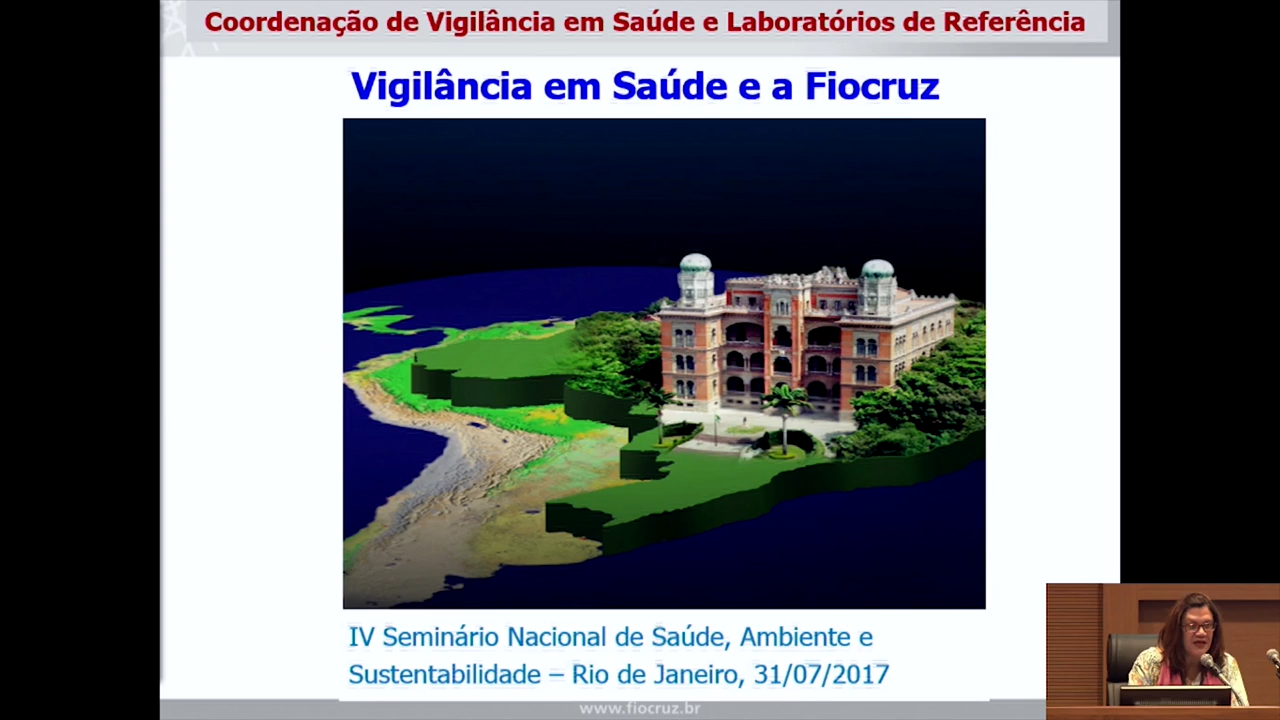 Coordenação de Vigilância em Saúde e Laboratórios de Referência
Vigilância em Saúde e a Fiocruz
IV Seminário Nacional de Saúde, Ambiente e
Sustentabilidade – Rio de Janeiro, 31/07/2017
www.fiocruz.br